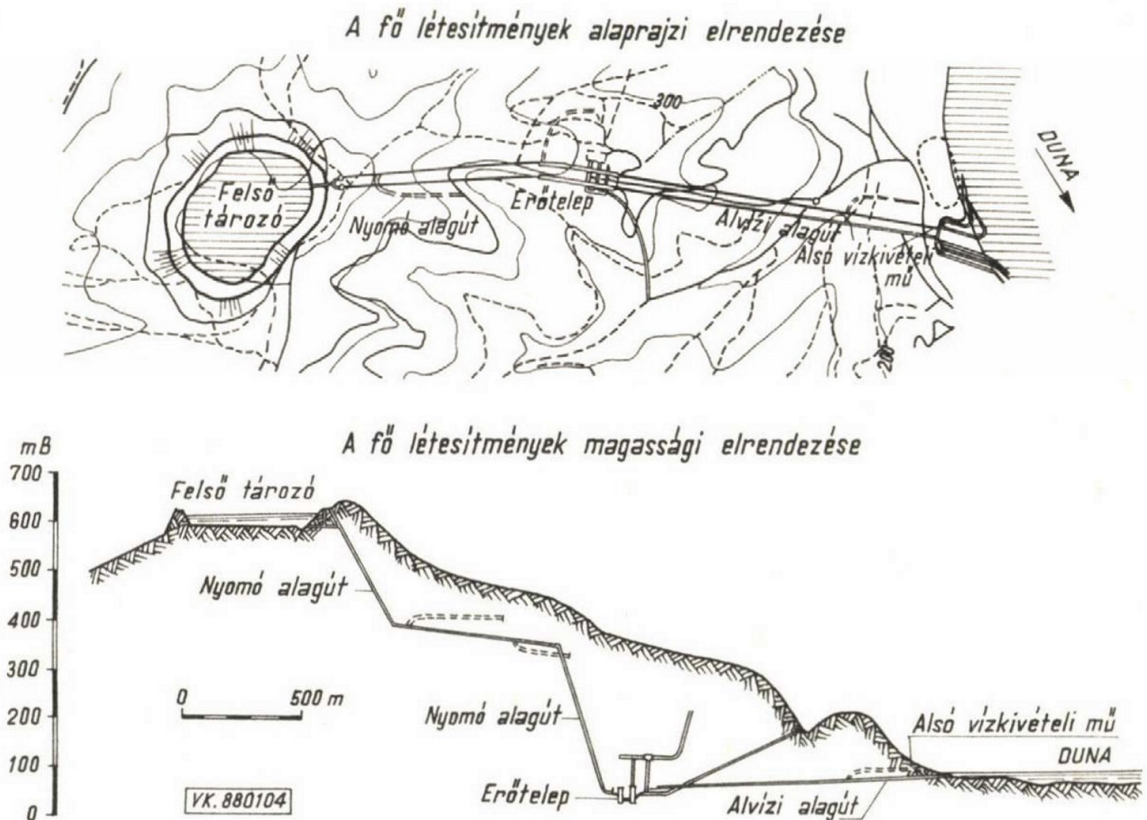 A fő létesítmények alaprajzi elrendezése
300
DUNA
Felső
tározó
Nyomó alagút
Erőtelep
Alvízi alagút
Alsó vízkivételi
mű
200
A fő létesítmények magassági elrendezése
mB
700
600
500
400
300
200
100
0
Felső tározó
Nyomó alagút
0 500 m
Nyomó alagút
Alsó vízkivételi mű
DUNA
Erőtelep
Alvízi alagút
VK. 880104